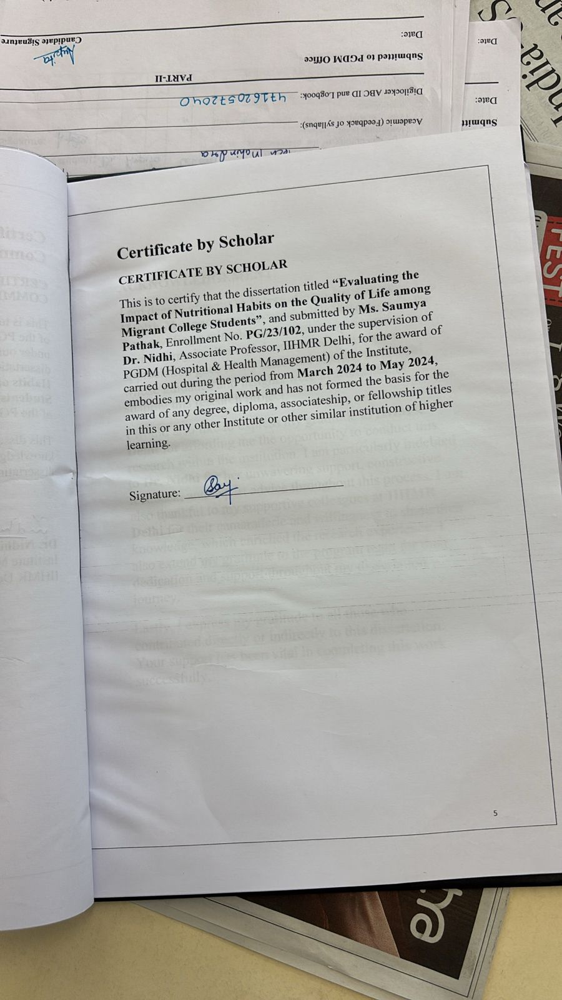 Candidate Signature
Date:
Arpita
Submitted to PGDM Office
PART-II
Digilocker ABC ID and Logbook: 471620572040
Academic (Feedback of syllabus):
Mahindra
Date:
Date:
Submitt
India
FEST
Certificate by Scholar
CERTIFICATE BY SCHOLAR
This is to certify that the dissertation titled “Evaluating the
Impact of Nutritional Habits on the Quality of Life among
Migrant College Students”, and submitted by Ms. Saumya
Pathak, Enrollment No. PG/23/102, under the supervision of
Dr. Nidhi, Associate Professor, IIHMR Delhi, for the award of
PGDM (Hospital & Health Management) of the Institute,
carried out during the period from March 2024 to May 2024,
embodies my original work and has not formed the basis for the
award of any degree, diploma, associateship, or fellowship titles
in this or any other Institute or other similar institution of higher
learning.
Signature:
5